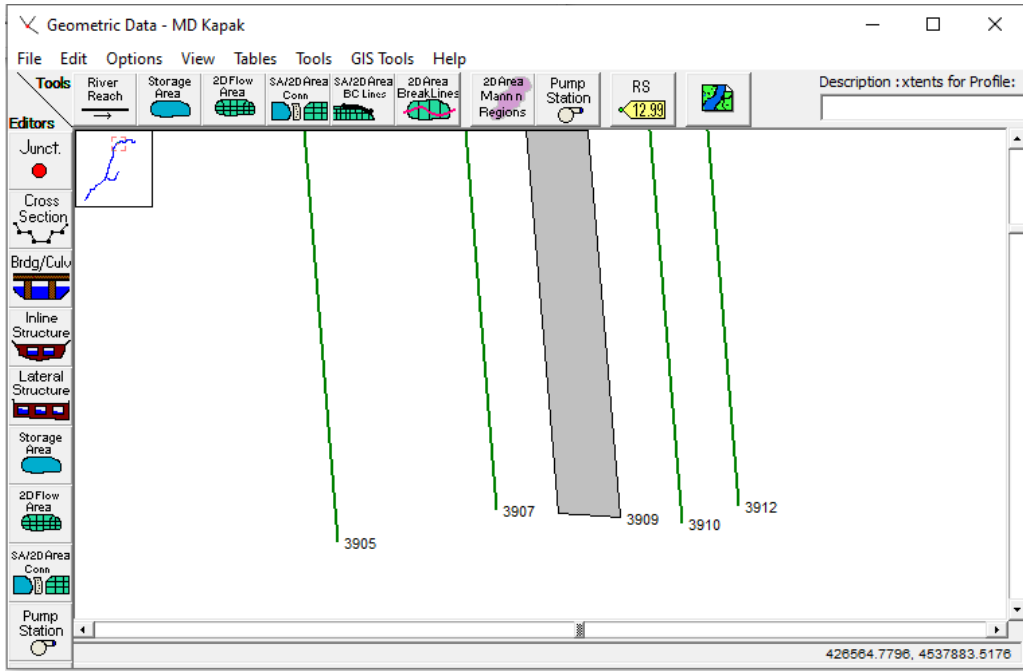 Geometric Data - MD Kapak
File Edit Options View Tables Tools GIS Tools Help
Tools
Editors
River
Reach
Storage
Area
2D Flow
Area
SA/2D Area
Conn
SA/2D Area
BC Lines
2D Area
BreakLines
2D Area
Mann n
Regions
Pump
Station
RS
12.99
Description : xtents for Profile:
Junct.
Cross
Section
Brdg/Culv
Inline
Structure
Lateral
Structure
Storage
Area
2D Flow
Area
SA/2D Area
Conn
Pump
Station
3905
3907
3909
3910
3912
426564.7796, 4537883.5176